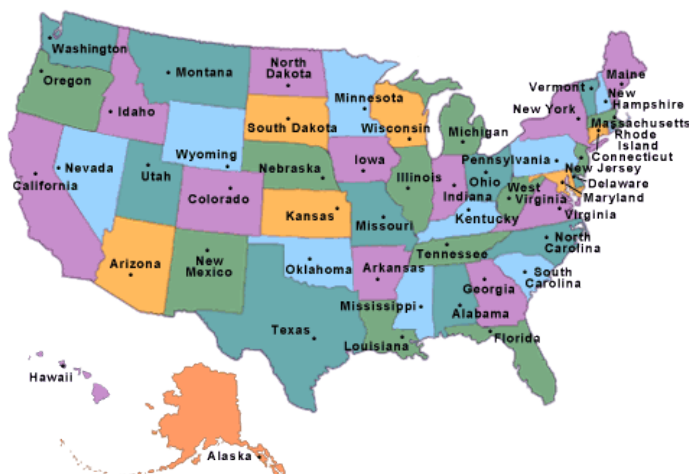 Washington
Oregon
Idaho
Montana
North
Dakota
Minnesota
South Dakota
Wisconsin
Michigan
Vermont
Maine
New
Hampshire
New York
Massachusetts
Rhode
Island
Connecticut
New Jersey
Delaware
Maryland
Pennsylvania
Wyoming
Nevada
California
Utah
Colorado
Nebraska
Iowa
Illinois
Indiana
Ohio
West
Virginia
Virginia
Kentucky
Kansas
Missouri
Arizona
New
Mexico
Oklahoma
Arkansas
Tennessee
North
Carolina
South
Carolina
Georgia
Alabama
Mississippi
Texas
Louisiana
Florida
Hawaii
Alaska